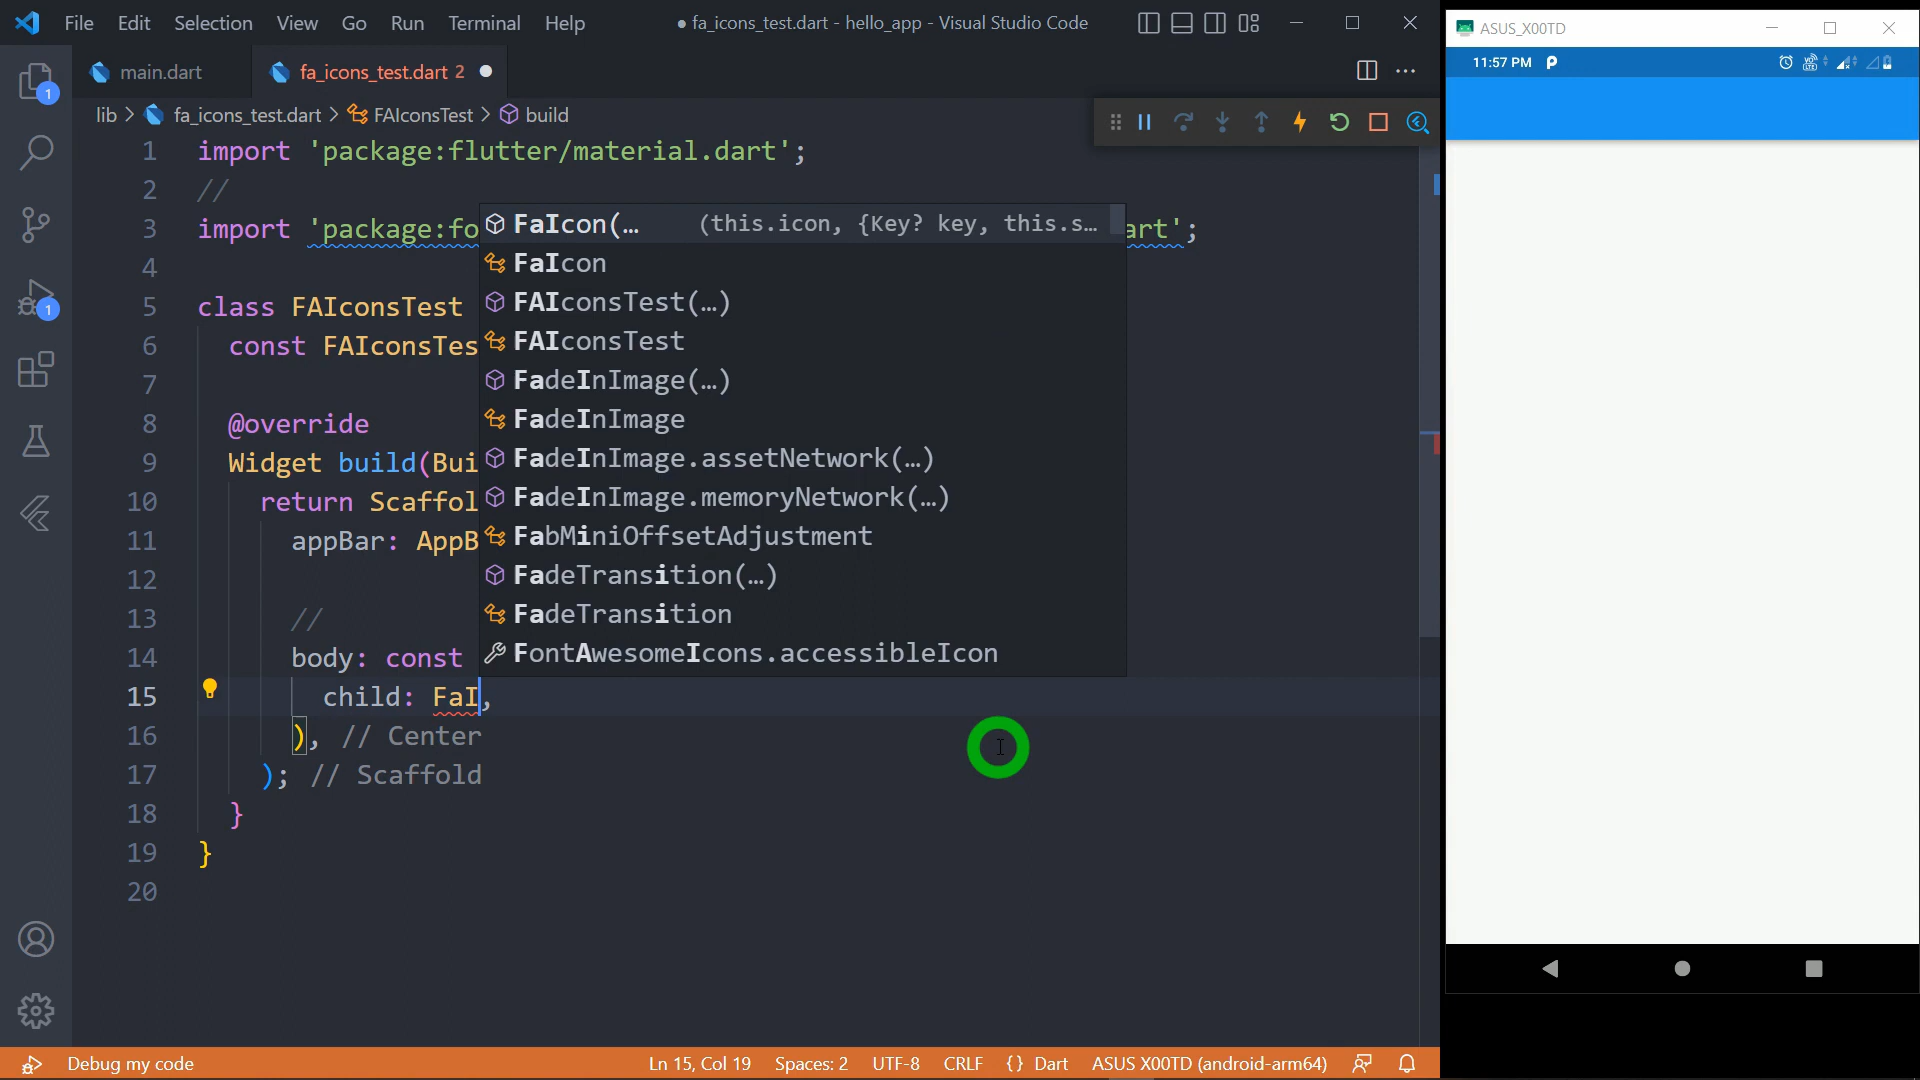 File Edit Selection View Go Run Terminal Help
● fa_icons_test.dart - hello_app - Visual Studio Code
main.dart
fa_icons_test.dart 2
lib > fa_icons_test.dart > FAIconsTest > build
1 import 'package:flutter/material.dart';
2 //
3 import 'package:fo art';
4
5 class FAIconsTest
6 const FAIconsTes
7
8 @override
9 Widget build(Bui
10 return Scaffol
11 appBar: AppB
12
13 //
14 body: const
15 child: FaI,
16 ), // Center
17 ); // Scaffold
18 }
19 }
20
FaIcon(… (this.icon, {Key? key, this.s…
FaIcon
FAIconsTest(…)
FAIconsTest
FadeInImage(…)
FadeInImage
FadeInImage.assetNetwork(…)
FadeInImage.memoryNetwork(…)
FabMiniOffsetAdjustment
FadeTransition(…)
FadeTransition
FontAwesomeIcons.accessibleIcon
1
1
Debug my code
Ln 15, Col 19 Spaces: 2 UTF-8 CRLF {} Dart ASUS X00TD (android-arm64)
ASUS_X00TD
11:57 PM